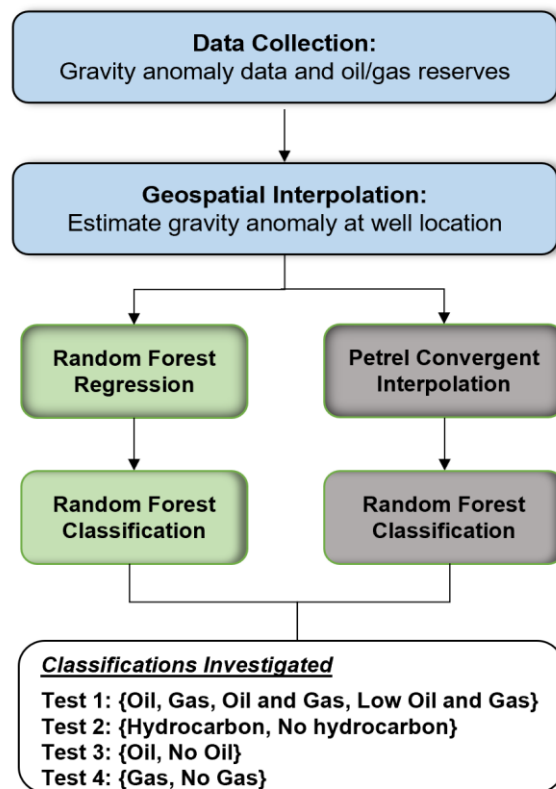 Data Collection:
Gravity anomaly data and oil/gas reserves
Geospatial Interpolation:
Estimate gravity anomaly at well location
Random Forest
Regression
Petrel Convergent
Interpolation
Random Forest
Classification
Random Forest
Classification
Classifications Investigated
Test 1: {Oil, Gas, Oil and Gas, Low Oil and Gas}
Test 2: {Hydrocarbon, No hydrocarbon}
Test 3: {Oil, No Oil}
Test 4: {Gas, No Gas}